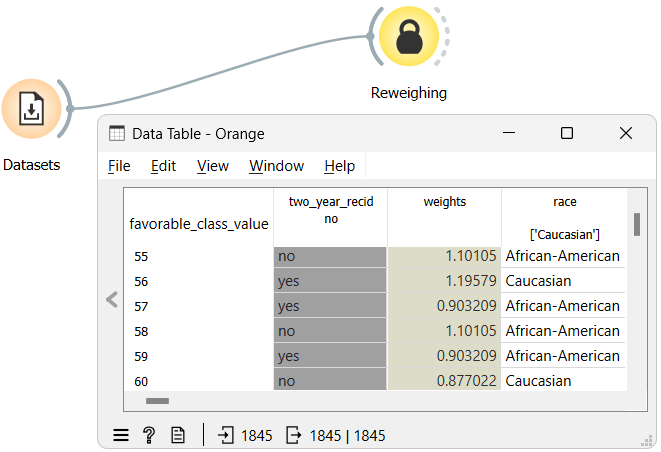 Reweighing
Datasets
Data Table - Orange
File Edit View Window Help
favorable_class_value two_year_recid no weights race ['Caucasian']
55 no 1.10105 African-American
56 yes 1.19579 Caucasian
57 yes 0.903209 African-American
58 no 1.10105 African-American
59 yes 0.903209 African-American
60 no 0.877022 Caucasian
1845 1845 | 1845